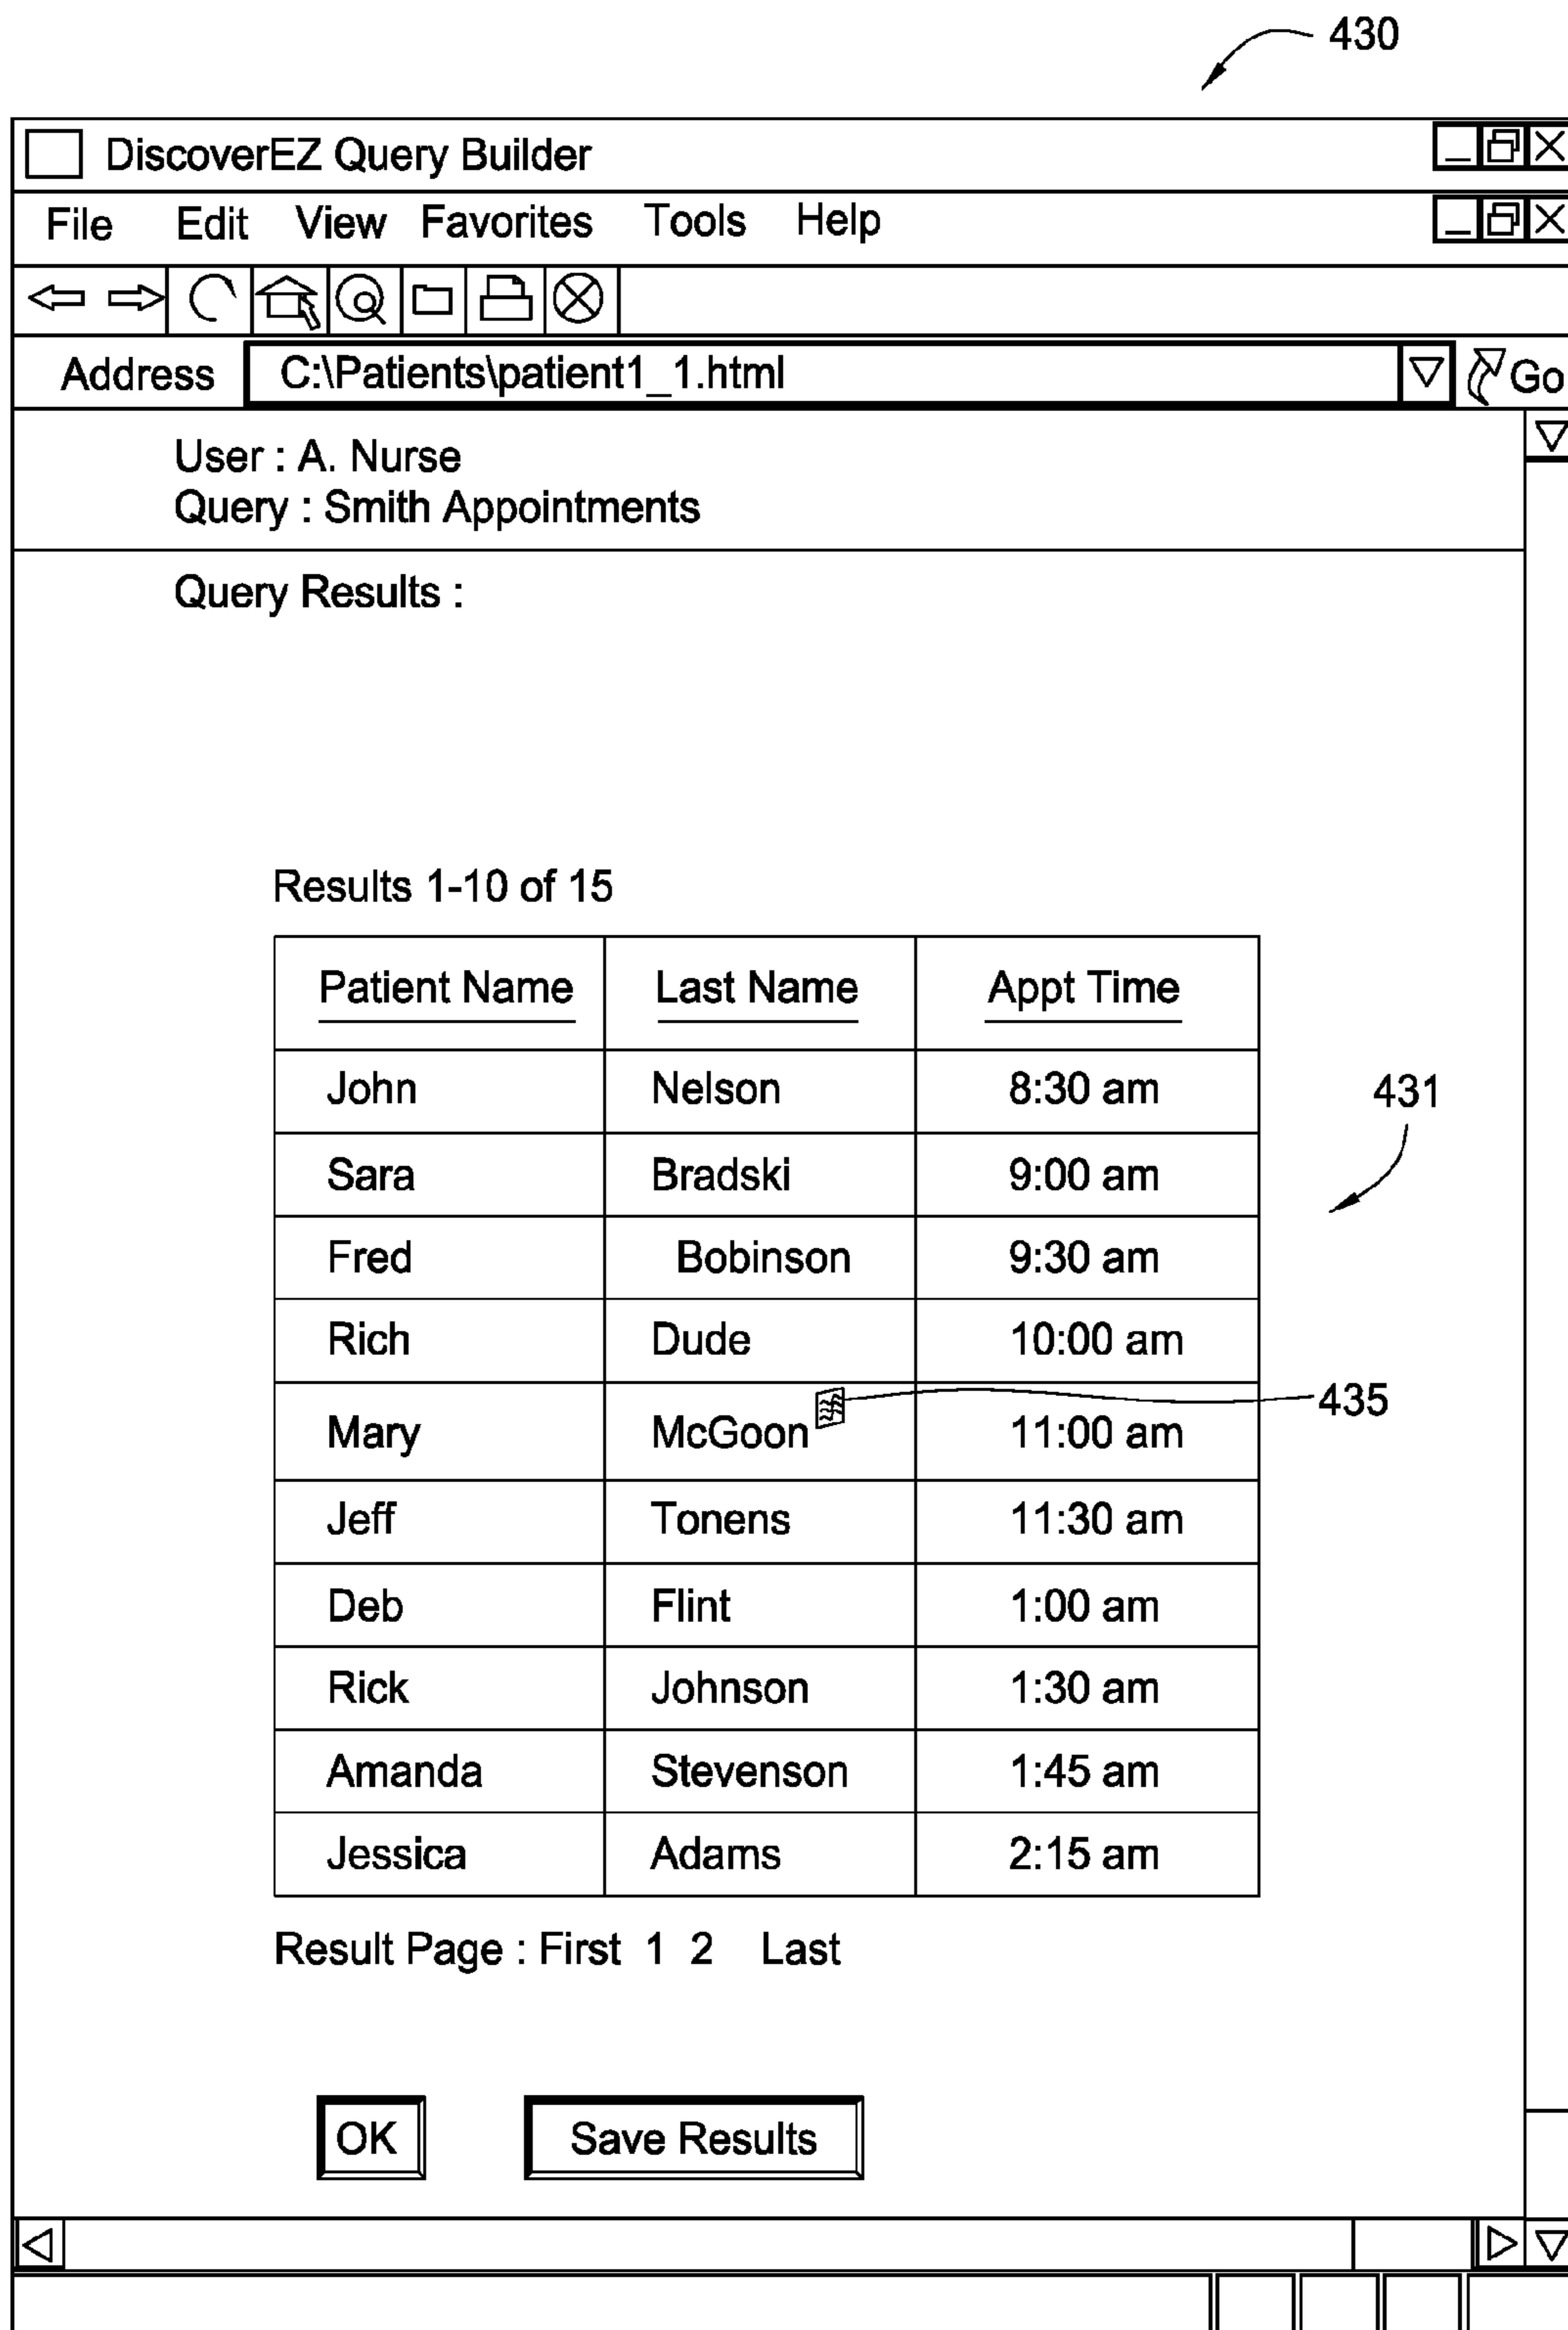 430
DiscoverEZ Query Builder
File Edit View Favorites Tools Help
Address C:\Patients\patient1_1.html Go
User : A. Nurse
Query : Smith Appointments
Query Results :
Results 1-10 of 15
Patient Name Last Name Appt Time
John Nelson 8:30 am
431
Sara Bradski 9:00 am
Fred Bobinson 9:30 am
Rich Dude 10:00 am
435
Mary McGoon 11:00 am
Jeff Tonens 11:30 am
Deb Flint 1:00 am
Rick Johnson 1:30 am
Amanda Stevenson 1:45 am
Jessica Adams 2:15 am
Result Page : First 1 2 Last
OK Save Results